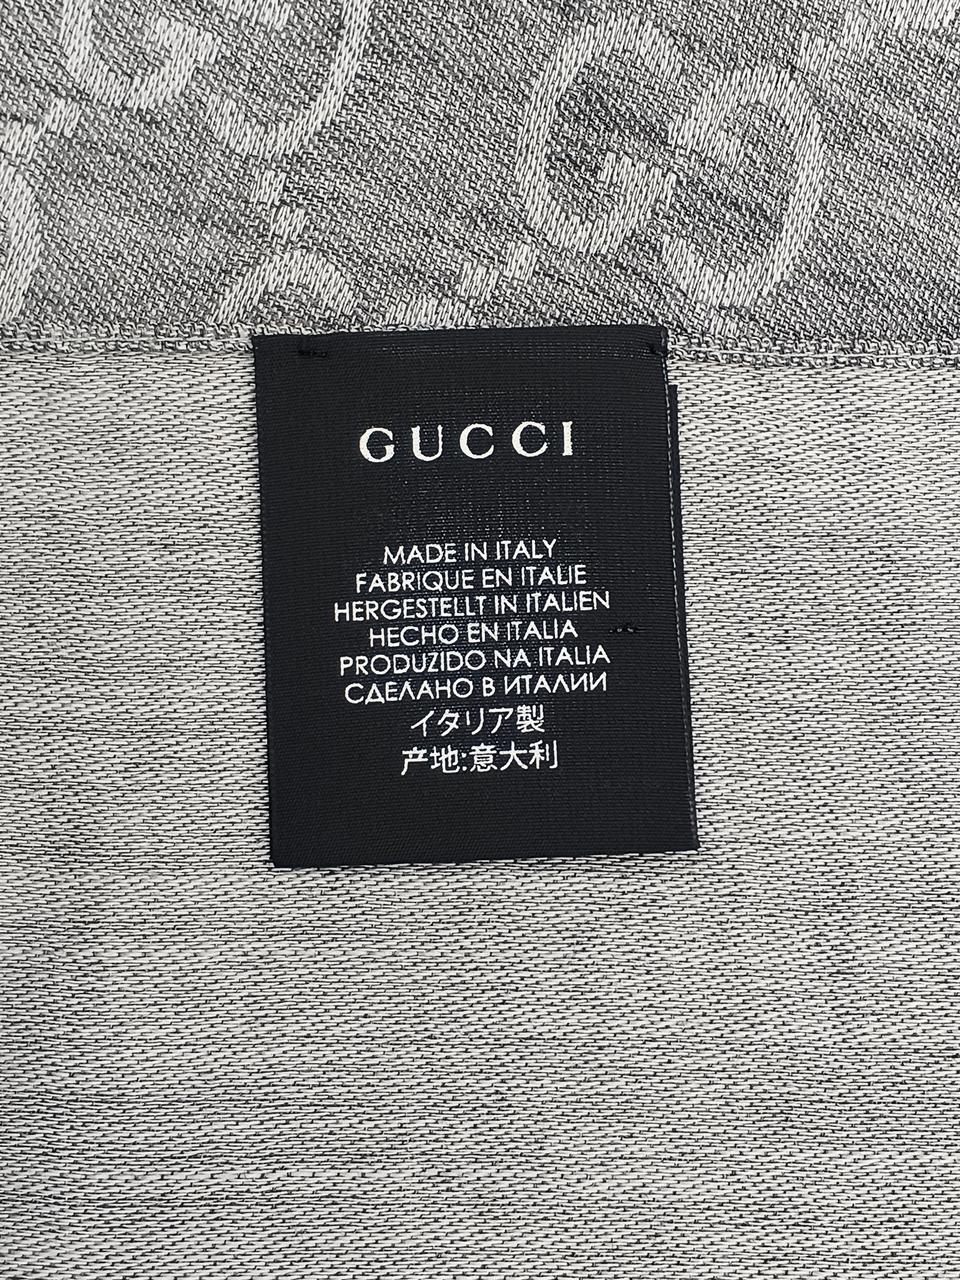 GUCCI
MADE IN ITALY
FABRIQUE EN ITALIE
HERGESTELLT IN ITALIEN
HECHO EN ITALIA
PRODUZIDO NA ITALIA
СДЕЛАНО В ИТАЛИИ
イタリア製
产地:意大利